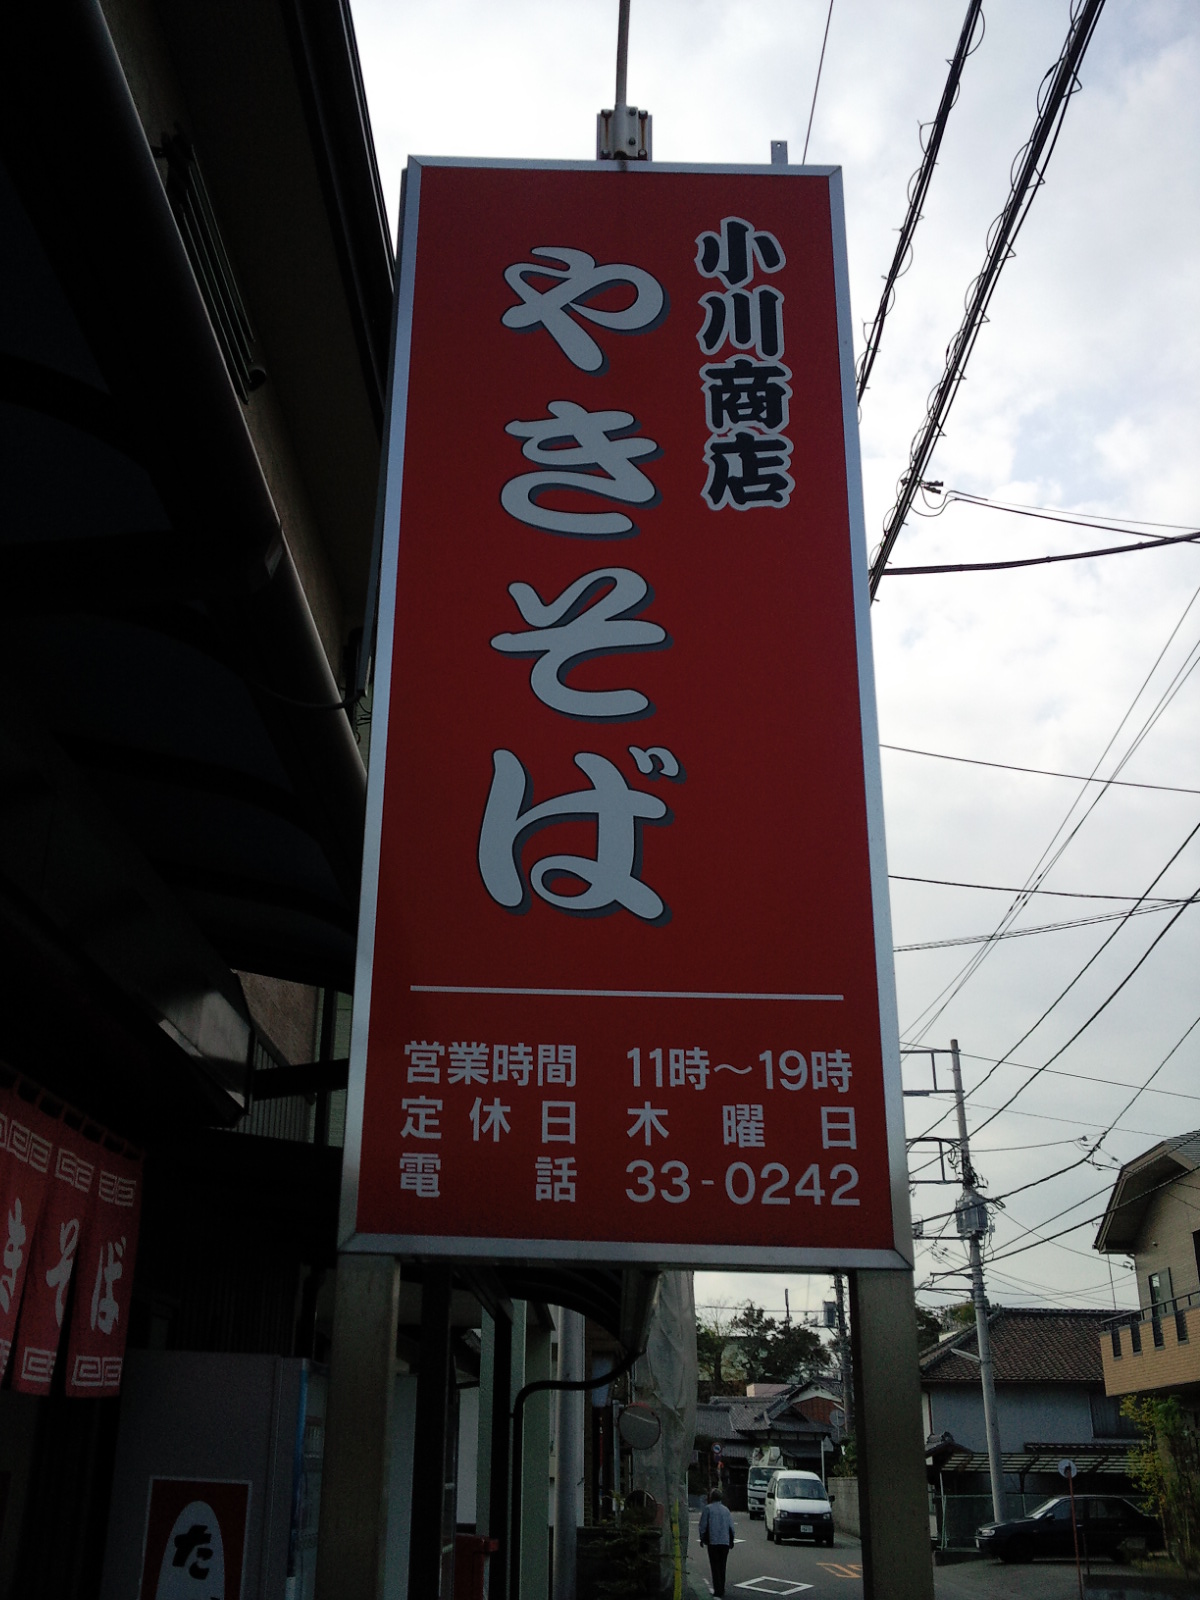 小川商店
やきそば
営業時間 11時～19時
定休日 木曜日
電話 33-0242
きそば
た